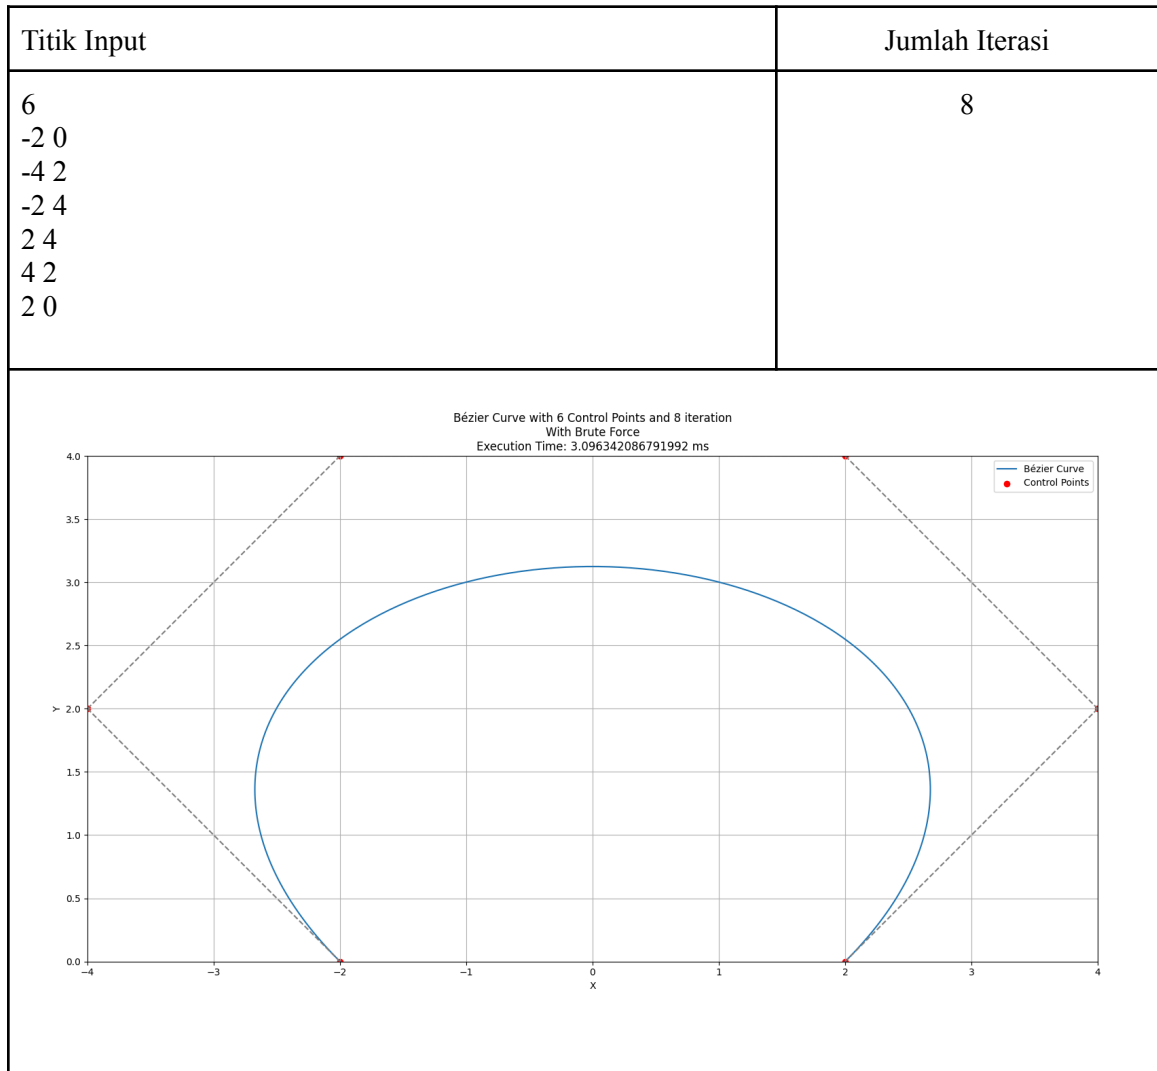 Titik Input
Jumlah Iterasi
6
-2 0
-4 2
-2 4
2 4
4 2
2 0
8
Bézier Curve with 6 Control Points and 8 iteration
With Brute Force
Execution Time: 3.096342086791992 ms
Bézier Curve
Control Points
4.0
3.5
3.0
2.5
2.0
1.5
1.0
0.5
0.0
Y
−4
−3
−2
−1
0
1
2
3
4
X